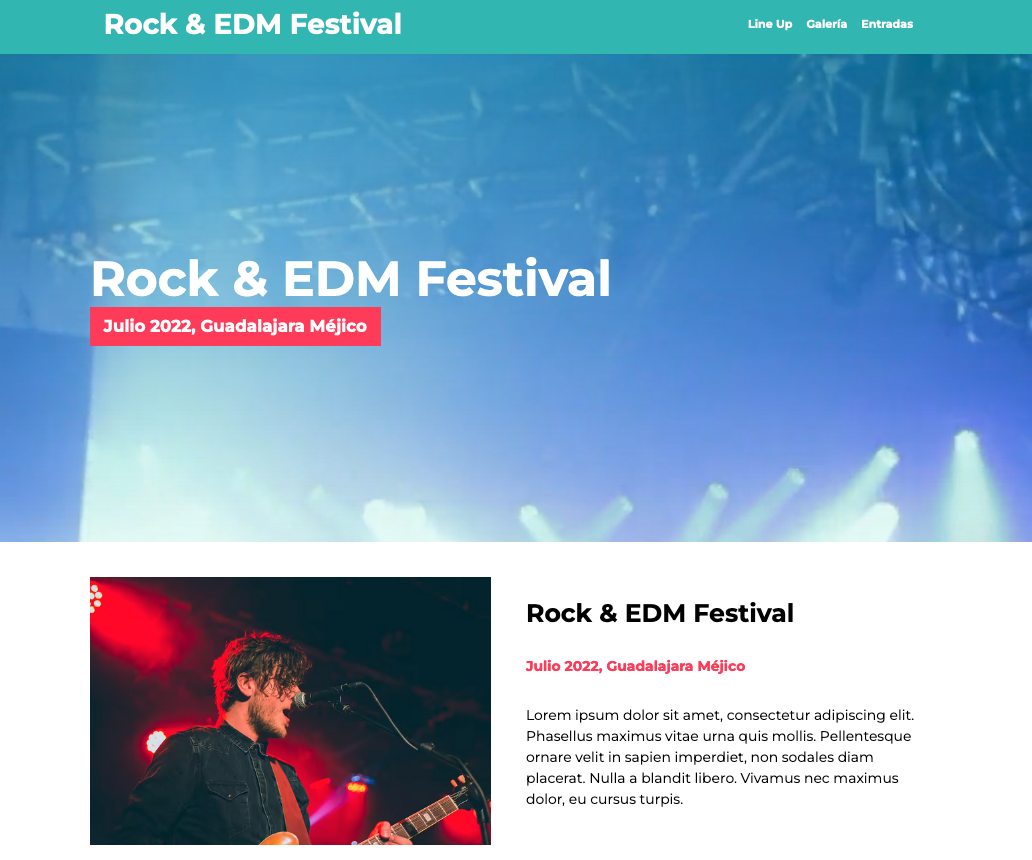 Rock & EDM Festival
Line Up Galería Entradas
Rock & EDM Festival
Julio 2022, Guadalajara Méjico
Rock & EDM Festival
Julio 2022, Guadalajara Méjico
Lorem ipsum dolor sit amet, consectetur adipiscing elit.
Phasellus maximus vitae urna quis mollis. Pellentesque
ornare velit in sapien imperdiet, non sodales diam
placerat. Nulla a blandit libero. Vivamus nec maximus
dolor, eu cursus turpis.